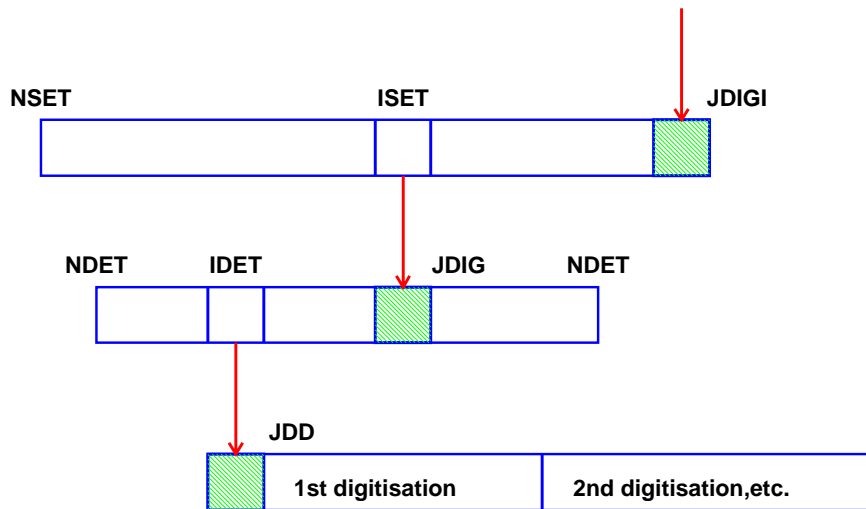 NSET ISET JDIGI
NDET IDET JDIG NDET
JDD
1st digitisation 2nd digitisation,etc.